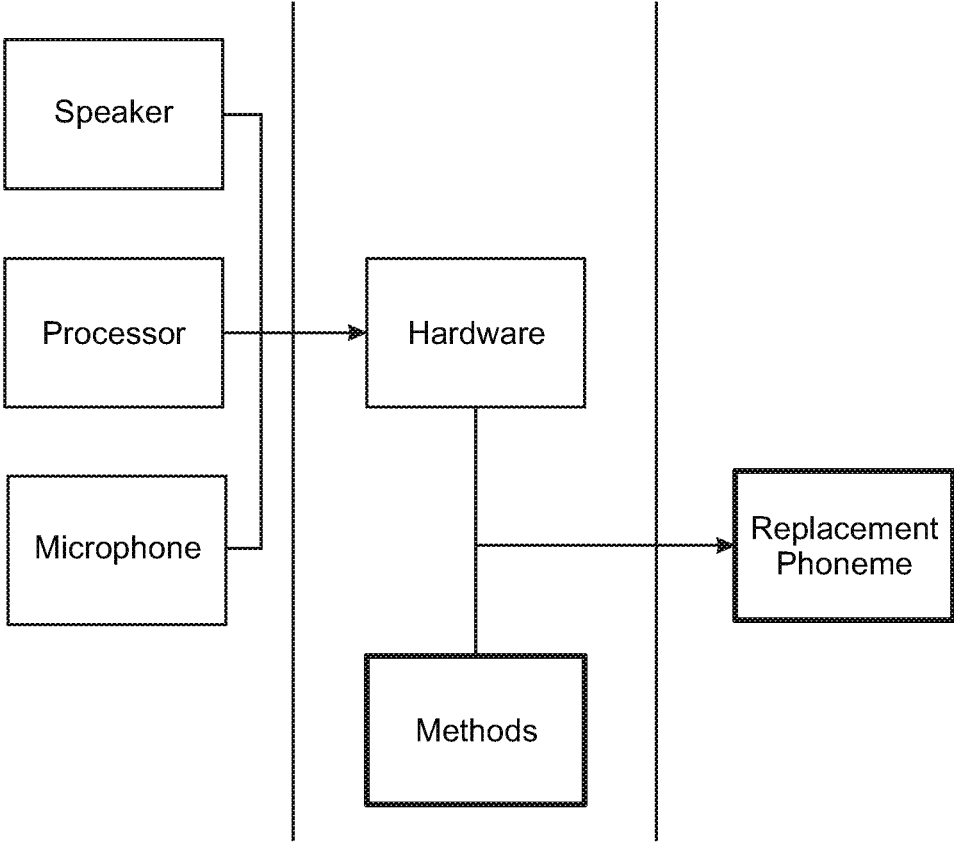 Speaker
Processor
Microphone
Hardware
Methods
Replacement
Phoneme